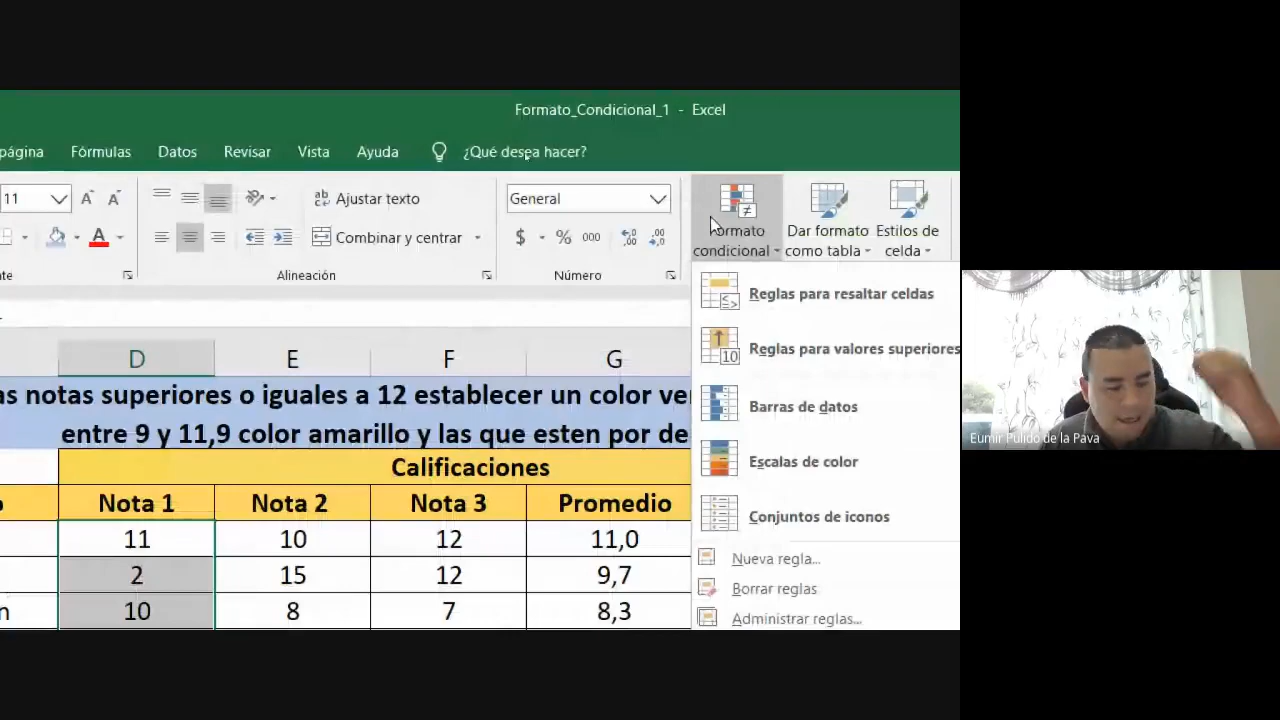 Formato_Condicional_1 - Excel
página Fórmulas Datos Revisar Vista Ayuda ¿Qué desea hacer?
11 A A ab Ajustar texto General
A Combinar y centrar $ % 000 Formato condicional Dar formato como tabla Estilos de celda
Alineación Número
Reglas para resaltar celdas
Reglas para valores superiores
Barras de datos
Escalas de color
Conjuntos de iconos
Nueva regla...
Borrar reglas
Administrar reglas...
D E F G
as notas superiores o iguales a 12 establecer un color ver
entre 9 y 11,9 color amarillo y las que esten por de
Calificaciones
Nota 1 Nota 2 Nota 3 Promedio
11 10 12 11,0
2 15 12 9,7
n 10 8 7 8,3
Eumir Pulido de la Pava